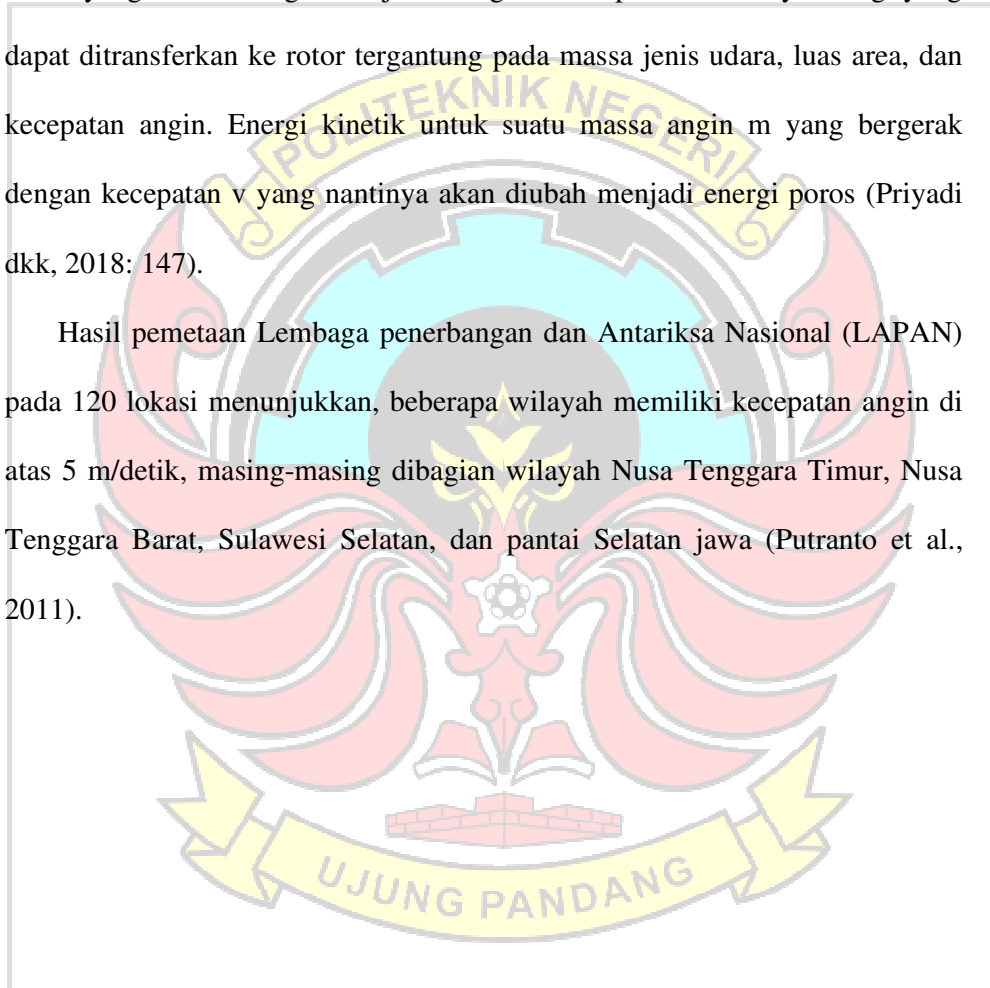 dapat ditransferkan ke rotor tergantung pada massa jenis udara, luas area, dan
kecepatan angin. Energi kinetik untuk suatu massa angin m yang bergerak
dengan kecepatan v yang nantinya akan diubah menjadi energi poros (Priyadi
dkk, 2018: 147).
Hasil pemetaan Lembaga penerbangan dan Antariksa Nasional (LAPAN)
pada 120 lokasi menunjukkan, beberapa wilayah memiliki kecepatan angin di
atas 5 m/detik, masing-masing dibagian wilayah Nusa Tenggara Timur, Nusa
Tenggara Barat, Sulawesi Selatan, dan pantai Selatan jawa (Putranto et al.,
2011).
POLITEKNIK NEGERI
UJUNG PANDANG